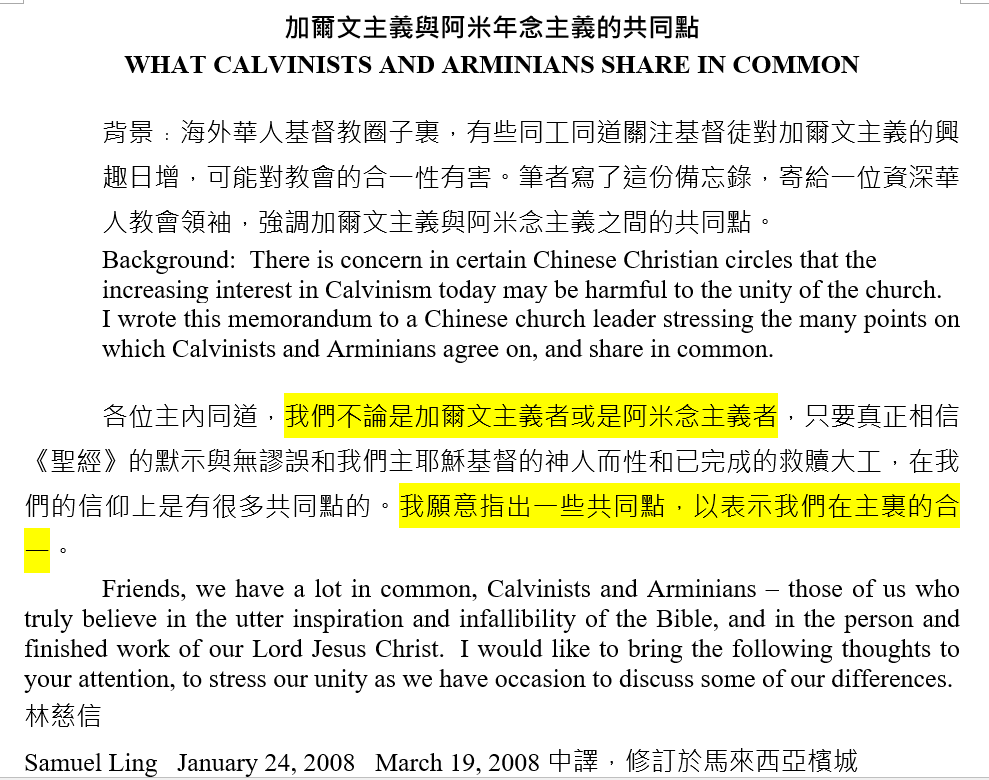 加爾文主義與阿米年念主義的共同點
WHAT CALVINISTS AND ARMINIANS SHARE IN COMMON
背景﹕海外華人基督教圈子裏，有些同工同道關注基督徒對加爾文主義的興
趣日增，可能對教會的合一性有害。筆者寫了這份備忘錄，寄給一位資深華
人教會領袖，強調加爾文主義與阿米念主義之間的共同點。
Background:  There is concern in certain Chinese Christian circles that the
increasing interest in Calvinism today may be harmful to the unity of the church.
I wrote this memorandum to a Chinese church leader stressing the many points on
which Calvinists and Arminians agree on, and share in common.
各位主內同道，我們不論是加爾文主義者或是阿米念主義者，只要真正相信
《聖經》的默示與無謬誤和我們主耶穌基督的神人而性和已完成的救贖大工，在我
們的信仰上是有很多共同點的。我願意指出一些共同點，以表示我們在主裏的合
一。
Friends, we have a lot in common, Calvinists and Arminians – those of us who
truly believe in the utter inspiration and infallibility of the Bible, and in the person and
finished work of our Lord Jesus Christ.  I would like to bring the following thoughts to
your attention, to stress our unity as we have occasion to discuss some of our differences.
林慈信
Samuel Ling   January 24, 2008   March 19, 2008 中譯，修訂於馬來西亞檳城